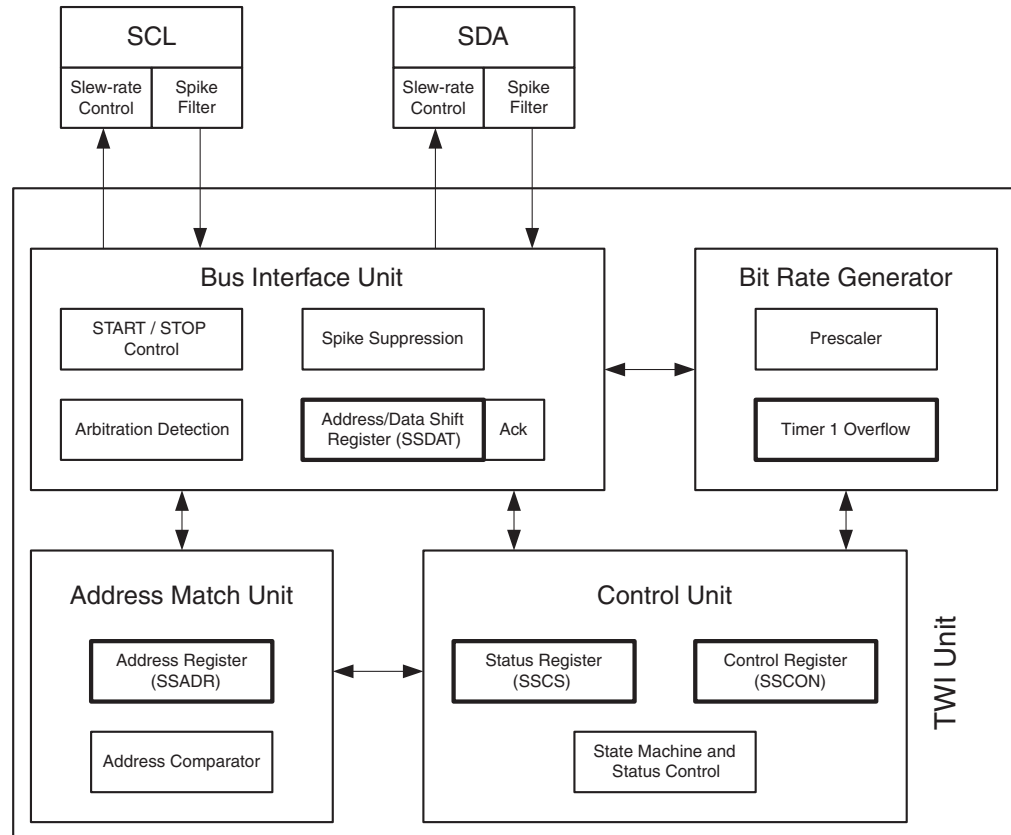 SCL
Slew-rate
Control
Spike
Filter
SDA
Slew-rate
Control
Spike
Filter
Bus Interface Unit
START / STOP
Control
Spike Suppression
Arbitration Detection
Address/Data Shift
Register (SSDAT)
Ack
Bit Rate Generator
Prescaler
Timer 1 Overflow
Address Match Unit
Address Register
(SSADR)
Address Comparator
Control Unit
Status Register
(SSCS)
Control Register
(SSCON)
State Machine and
Status Control
TWI Unit